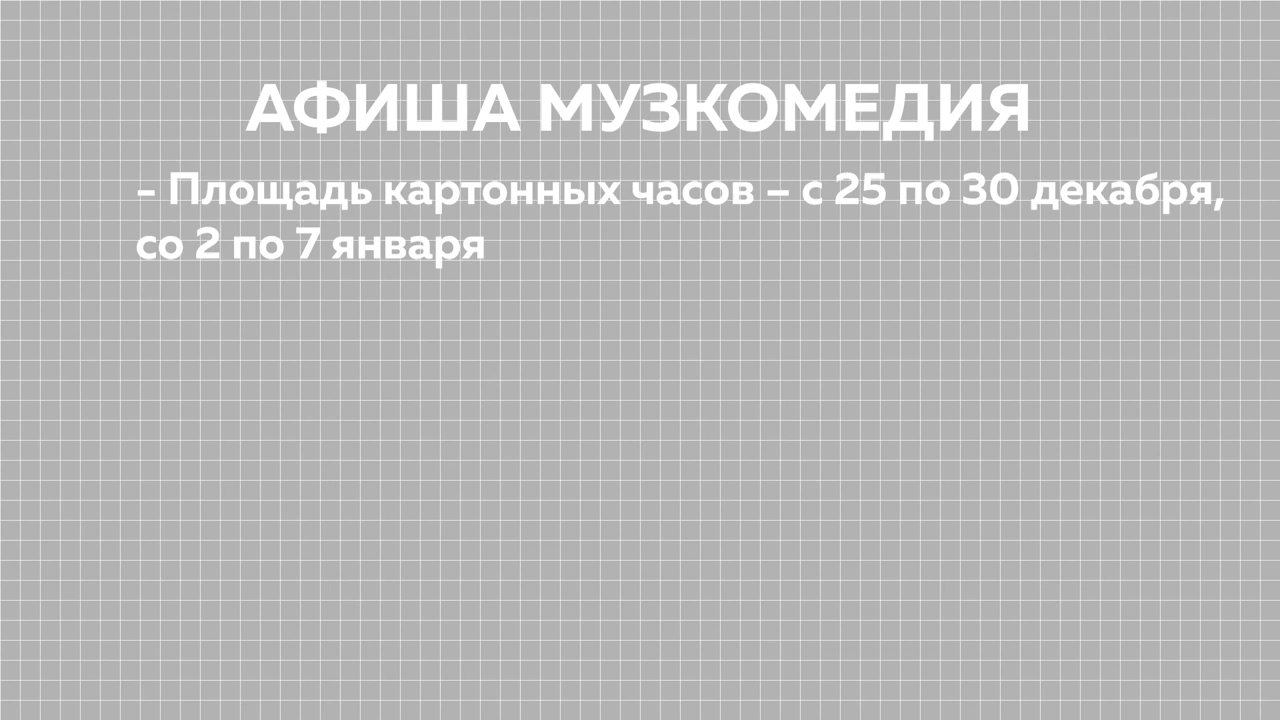 АФИША МУЗКОМЕДИЯ
- Площадь картонных часов – с 25 по 30 декабря,
со 2 по 7 января